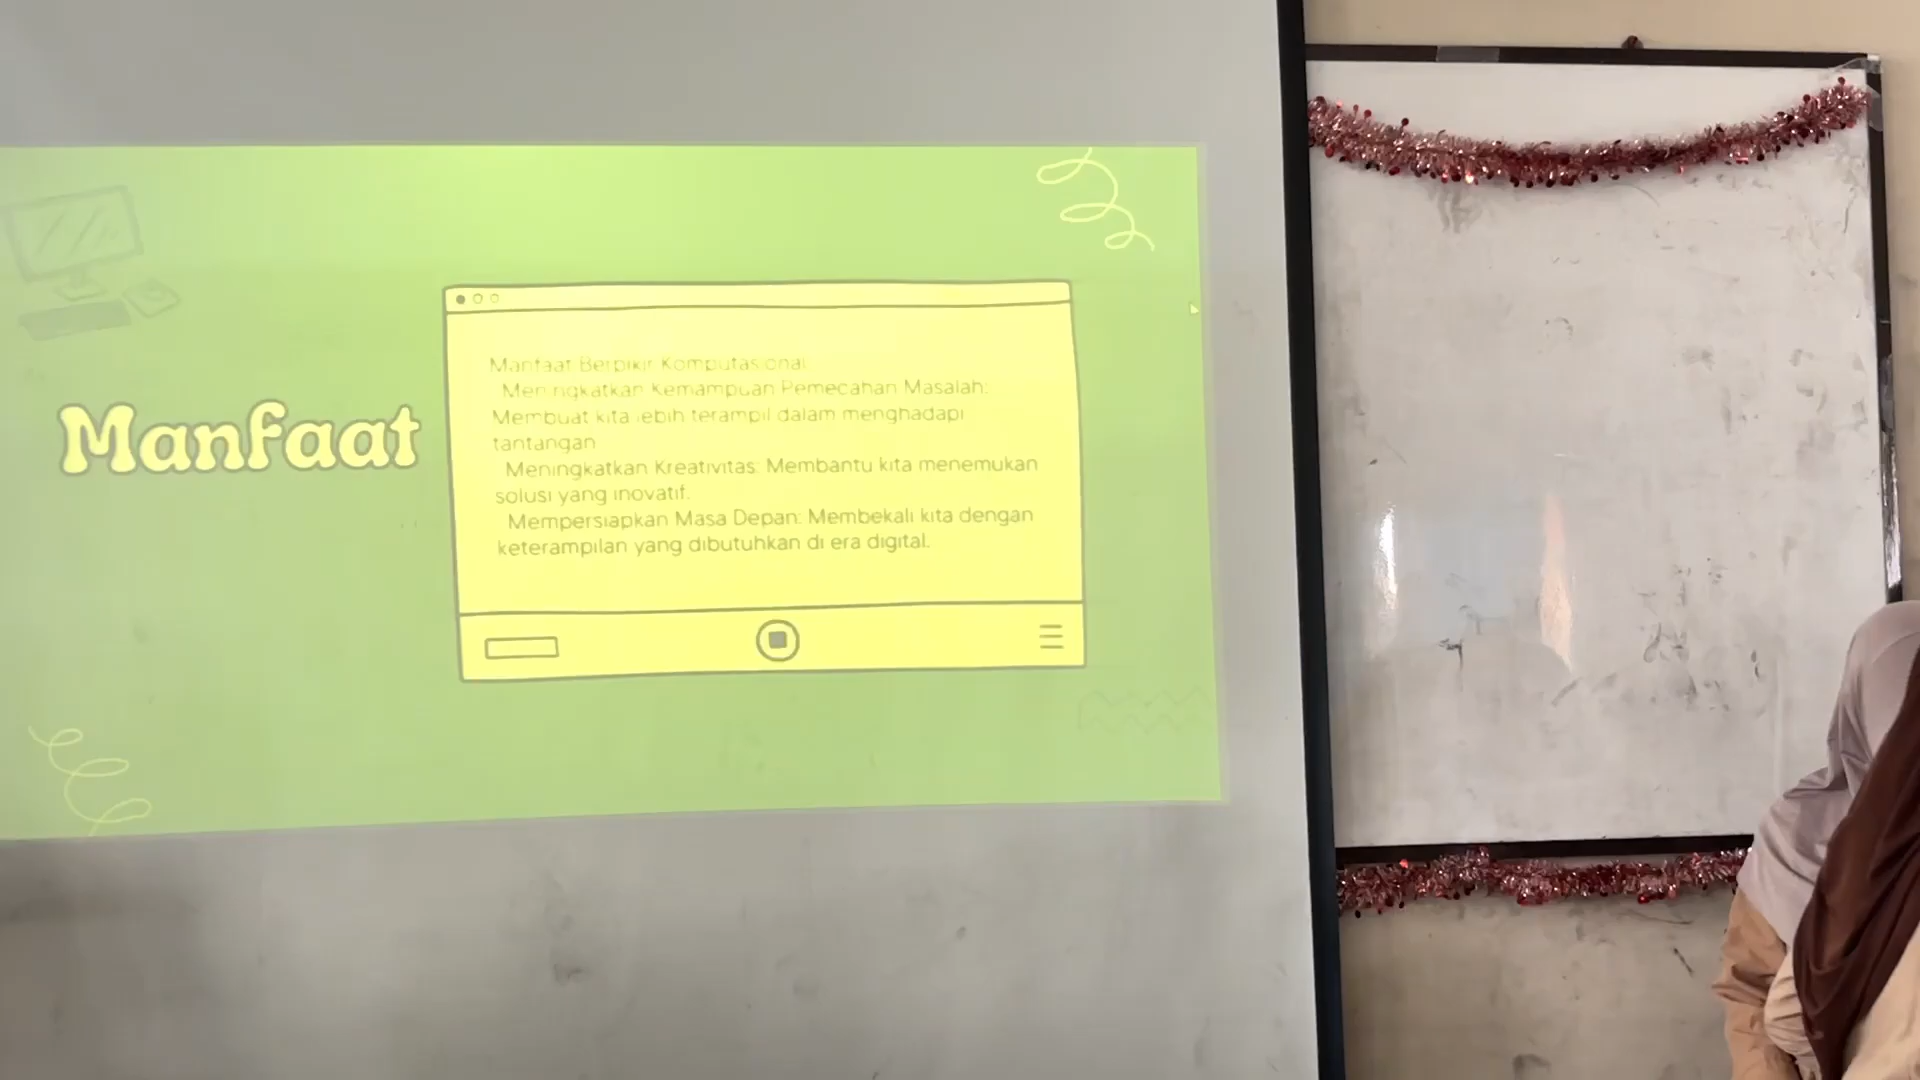 Manfaat
Manfaat Berpikir Komputasional
Meningkatkan Kemampuan Pemecahan Masalah:
Membuat kita lebih terampil dalam menghadapi
tantangan
Meningkatkan Kreativitas: Membantu kita menemukan
solusi yang inovatif.
Mempersiapkan Masa Depan: Membekali kita dengan
keterampilan yang dibutuhkan di era digital.